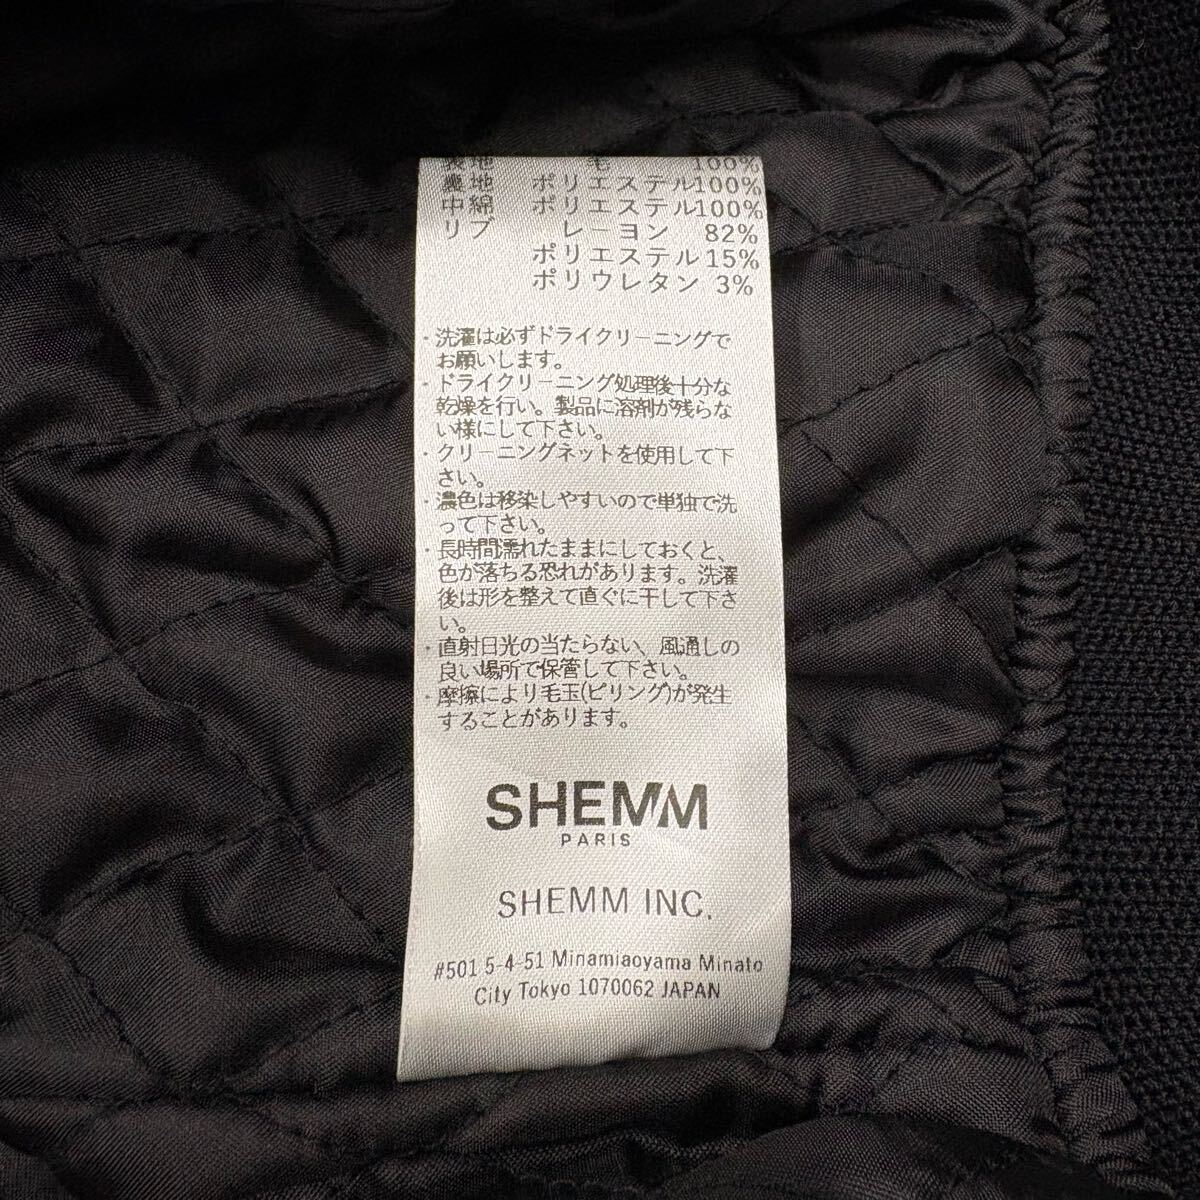 表地 毛 100%
裏地 ポリエステル100%
中綿 ポリエステル100%
リブ レーヨン 82%
ポリエステル 15%
ポリウレタン 3%
・洗濯は必ずドライクリーニングで
お願いします。
・ドライクリーニング処理後十分な
乾燥を行い。製品に溶剤が残らな
い様にして下さい。
・クリーニングネットを使用して下
さい。
・濃色は移染しやすいので単独で洗
って下さい。
・長時間濡れたままにしておくと、
色が落ちる恐れがあります。洗濯
後は形を整えて直ぐに干して下さ
い。
・直射日光の当たらない、風通しの
良い場所で保管して下さい。
・摩擦により毛玉(ピリング)が発生
することがあります。
SHEMM
PARIS
SHEMM INC.
#501 5-4-51 Minamiaoyama Minato
City Tokyo 1070062 JAPAN